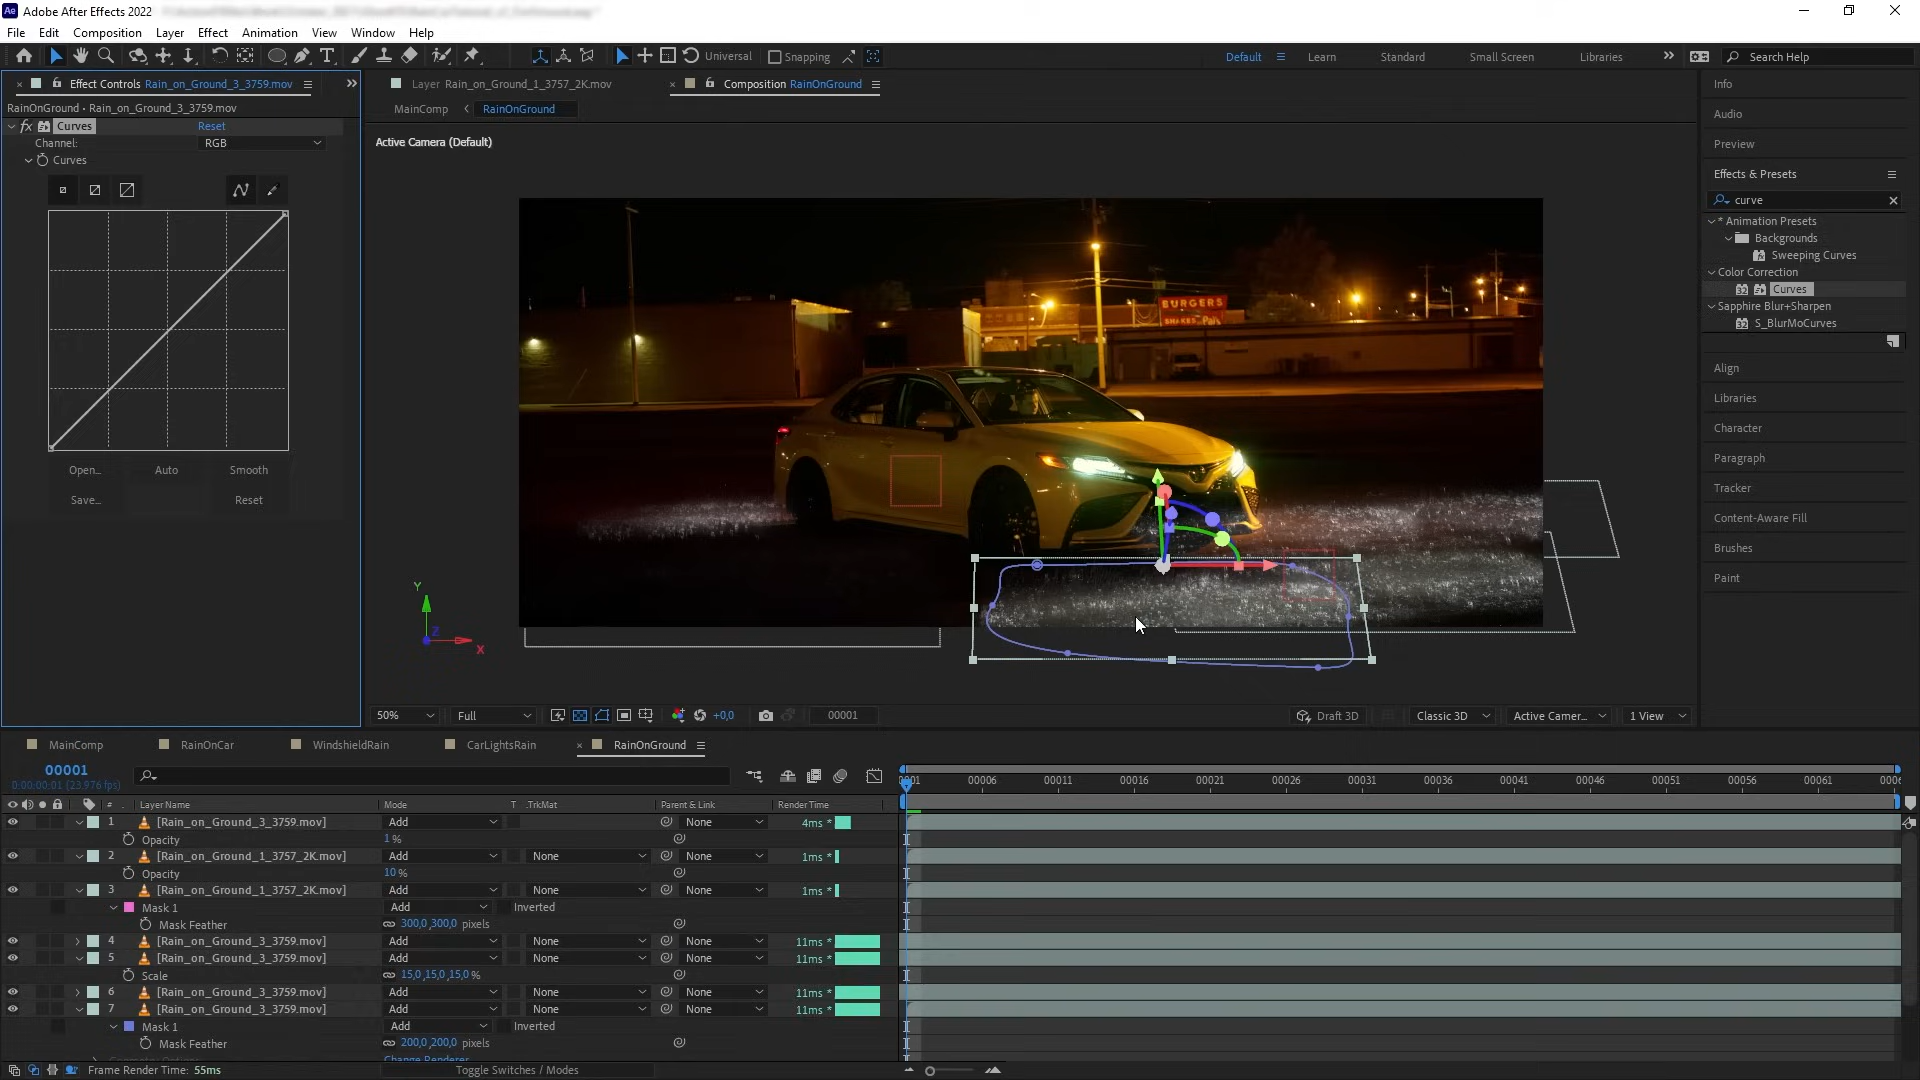 Adobe After Effects 2022
File Edit Composition Layer Effect Animation View Window Help
Universal Snapping Default Learn Standard Small Screen Libraries Search Help
Effect Controls Rain_on_Ground_3_3759.mov
RainOnGround • Rain_on_Ground_3_3759.mov
fx Curves Reset
Channel: RGB
Curves
Open... Auto Smooth
Save... Reset
Layer Rain_on_Ground_1_3757_2K.mov
Composition RainOnGround
MainComp RainOnGround
Active Camera (Default)
BURGERS
SHAKES
Y
Z
X
50% Full +0,0 00001 Draft 3D Classic 3D Active Camer... 1 View
Info
Audio
Preview
Effects & Presets
curve
* Animation Presets
Backgrounds
Sweeping Curves
Color Correction
Curves
Sapphire Blur+Sharpen
S_BlurMoCurves
Align
Libraries
Character
Paragraph
Tracker
Content-Aware Fill
Brushes
Paint
MainComp RainOnCar WindshieldRain CarLightsRain RainOnGround
00001
0:00:00:01 (23.976 fps)
0001 00006 00011 00016 00021 00026 00031 00036 00041 00046 00051 00056 00061 0006
# Layer Name Mode T .TrkMat Parent & Link Render Time
1 [Rain_on_Ground_3_3759.mov] Add None 4ms *
Opacity 1%
2 [Rain_on_Ground_1_3757_2K.mov] Add None None 1ms *
Opacity 10%
3 [Rain_on_Ground_1_3757_2K.mov] Add None None 1ms *
Mask 1 Add Inverted
Mask Feather 300,0,300,0 pixels
4 [Rain_on_Ground_3_3759.mov] Add None None 11ms *
5 [Rain_on_Ground_3_3759.mov] Add None None 11ms *
Scale 15,0,15,0,15,0%
6 [Rain_on_Ground_3_3759.mov] Add None None 11ms *
7 [Rain_on_Ground_3_3759.mov] Add None None 11ms *
Mask 1 Add Inverted
Mask Feather 200,0,200,0 pixels
Geometry Options Change Renderer...
Frame Render Time: 55ms Toggle Switches / Modes